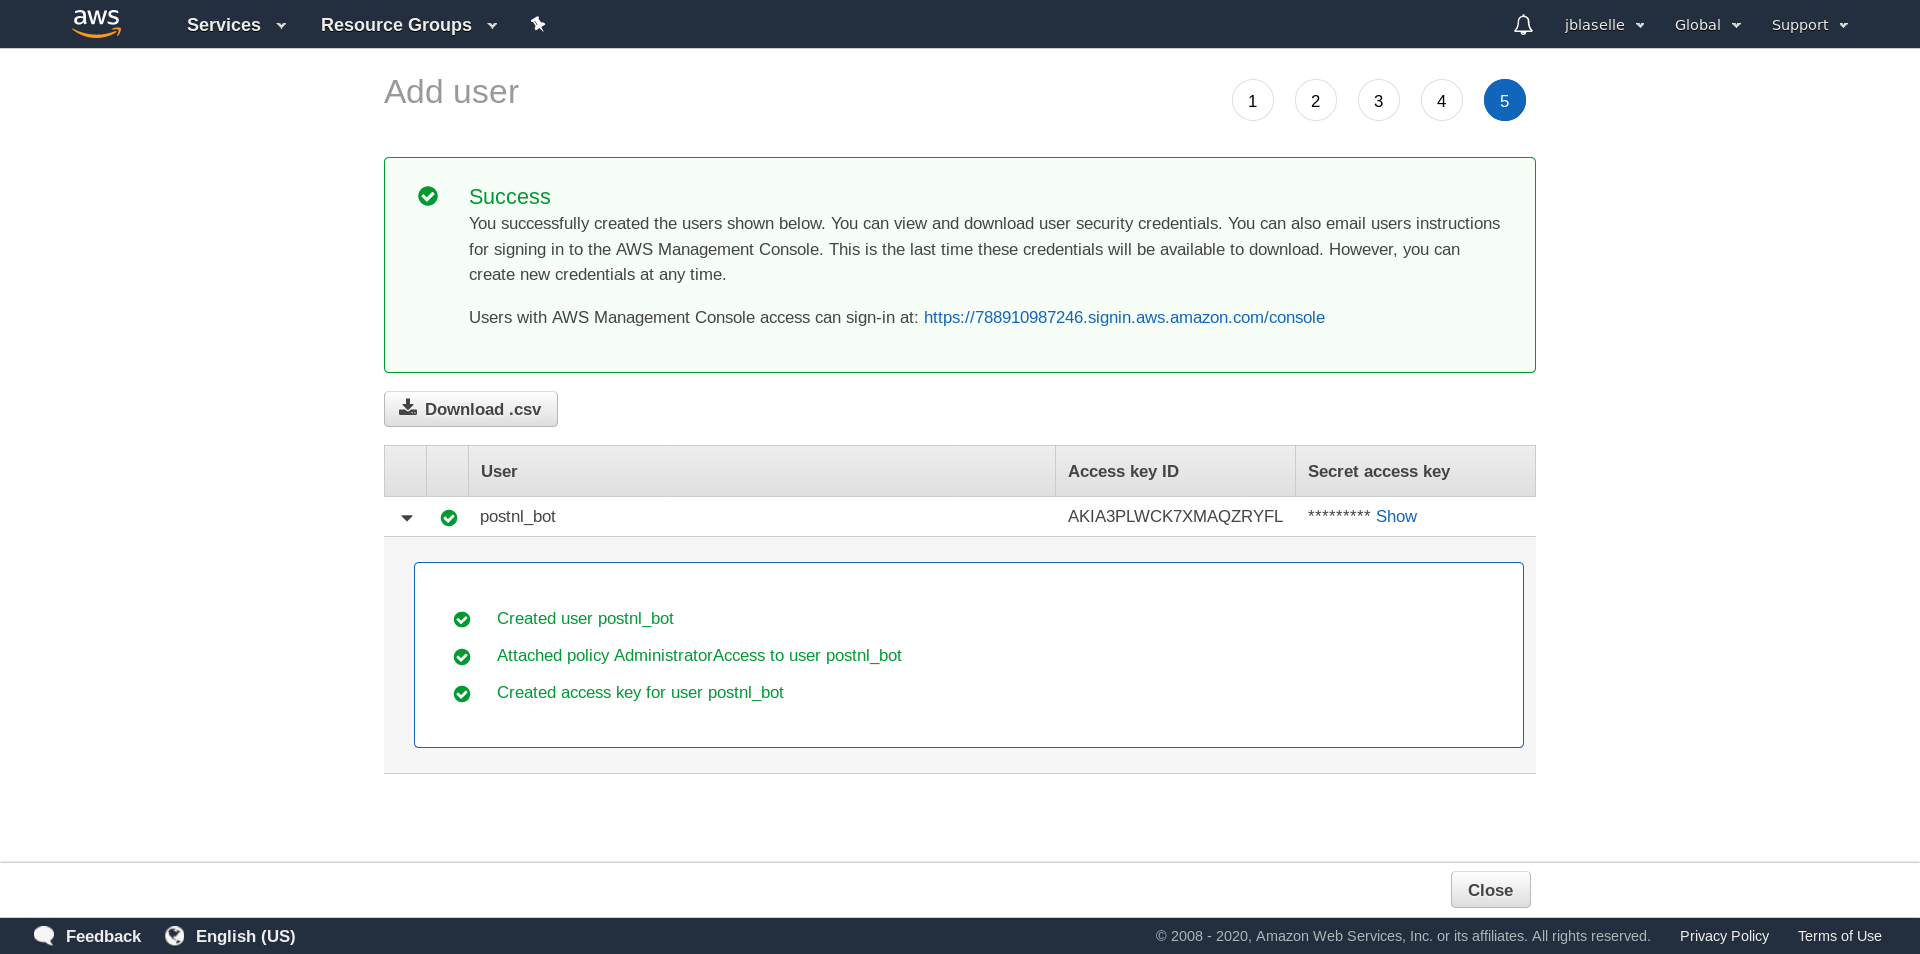 aws Services Resource Groups jblaselle Global Support
Add user
1 2 3 4 5
Success
You successfully created the users shown below. You can view and download user security credentials. You can also email users instructions
for signing in to the AWS Management Console. This is the last time these credentials will be available to download. However, you can
create new credentials at any time.
Users with AWS Management Console access can sign-in at: https://788910987246.signin.aws.amazon.com/console
Download .csv
User Access key ID Secret access key
postnl_bot AKIA3PLWCK7XMAQZRYFL ********* Show
Created user postnl_bot
Attached policy AdministratorAccess to user postnl_bot
Created access key for user postnl_bot
Close
Feedback English (US) © 2008 - 2020, Amazon Web Services, Inc. or its affiliates. All rights reserved. Privacy Policy Terms of Use